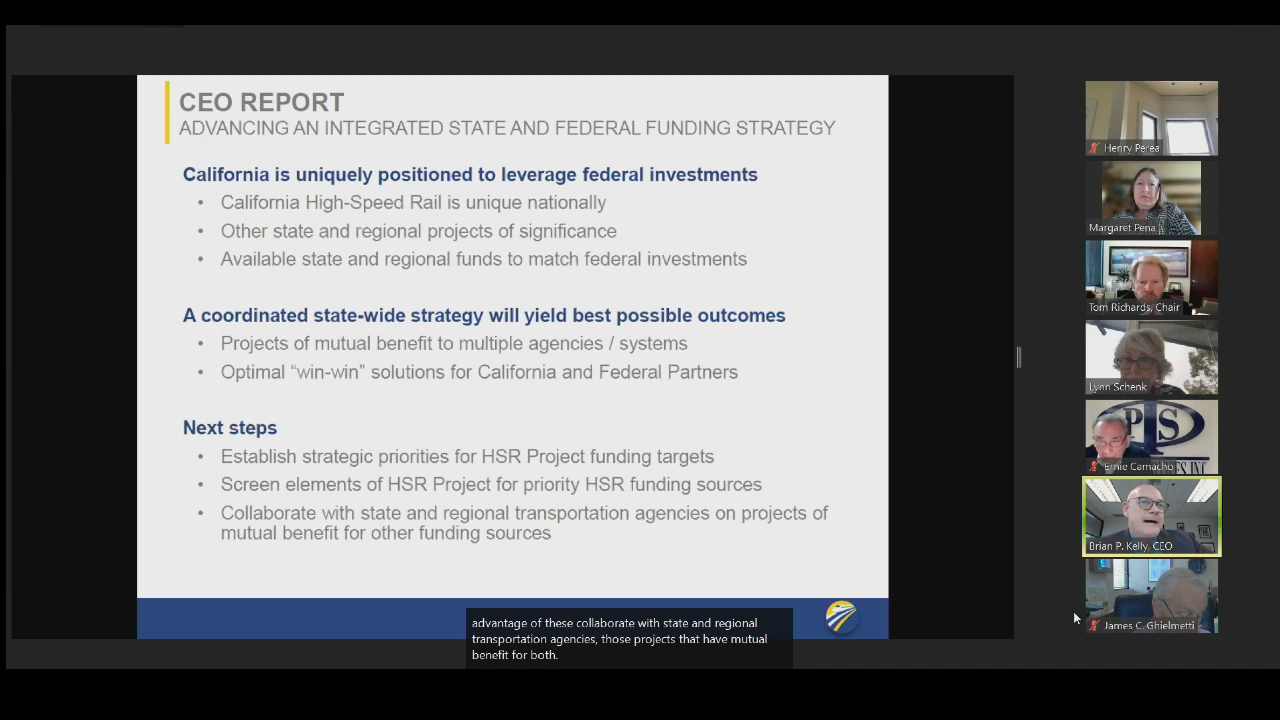 CEO REPORT
ADVANCING AN INTEGRATED STATE AND FEDERAL FUNDING STRATEGY
California is uniquely positioned to leverage federal investments
• California High-Speed Rail is unique nationally
• Other state and regional projects of significance
• Available state and regional funds to match federal investments
A coordinated state-wide strategy will yield best possible outcomes
• Projects of mutual benefit to multiple agencies / systems
• Optimal “win-win” solutions for California and Federal Partners
Next steps
• Establish strategic priorities for HSR Project funding targets
• Screen elements of HSR Project for priority HSR funding sources
• Collaborate with state and regional transportation agencies on projects of
mutual benefit for other funding sources
advantage of these collaborate with state and regional
transportation agencies, those projects that have mutual
benefit for both.
Henry Perea
Margaret Pena
Tom Richards, Chair
Lynn Schenk
PTS
INC
Ernie Camacho
Brian P. Kelly, CEO
James C. Ghielmetti